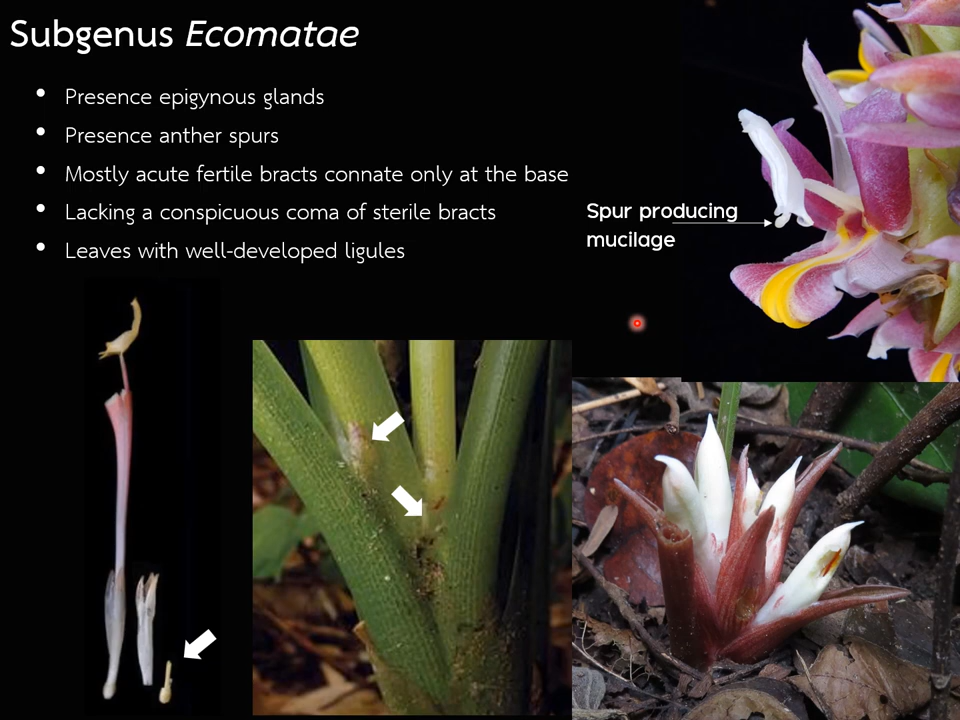 Subgenus Ecomatae
• Presence epigynous glands
• Presence anther spurs
• Mostly acute fertile bracts connate only at the base
• Lacking a conspicuous coma of sterile bracts
• Leaves with well-developed ligules
Spur producing
mucilage